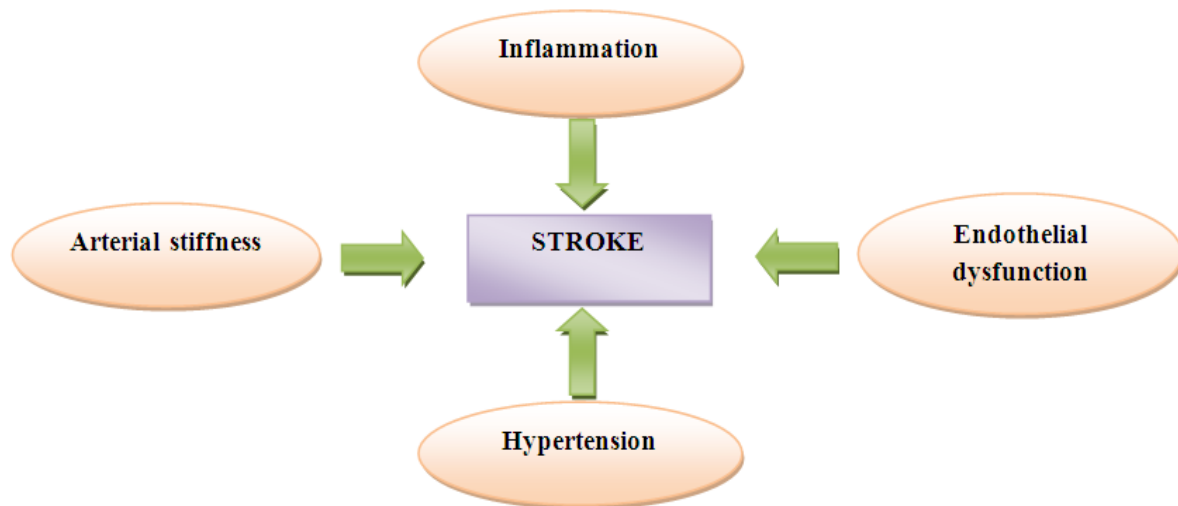 Inflammation
Arterial stiffness
STROKE
Endothelial
dysfunction
Hypertension